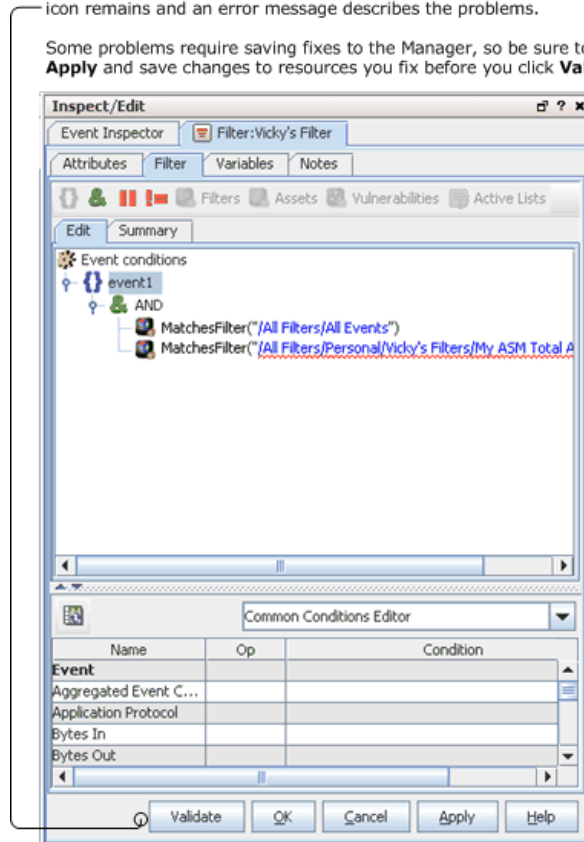 icon remains and an error message describes the problems.
Some problems require saving fixes to the Manager, so be sure to
Apply and save changes to resources you fix before you click
Inspect/Edit
Event Inspector Filter:Vicky's Filter
Attributes Filter Variables Notes
Filters Assets Vulnerabilities Active Lists
Edit Summary
Event conditions
event1
AND
MatchesFilter("/All Filters/All Events")
MatchesFilter("/All Filters/Personal/Vicky's Filters/My ASM Total
Common Conditions Editor
Name Op Condition
Event
Aggregated Event C...
Application Protocol
Bytes In
Bytes Out
Validate OK Cancel Apply Help